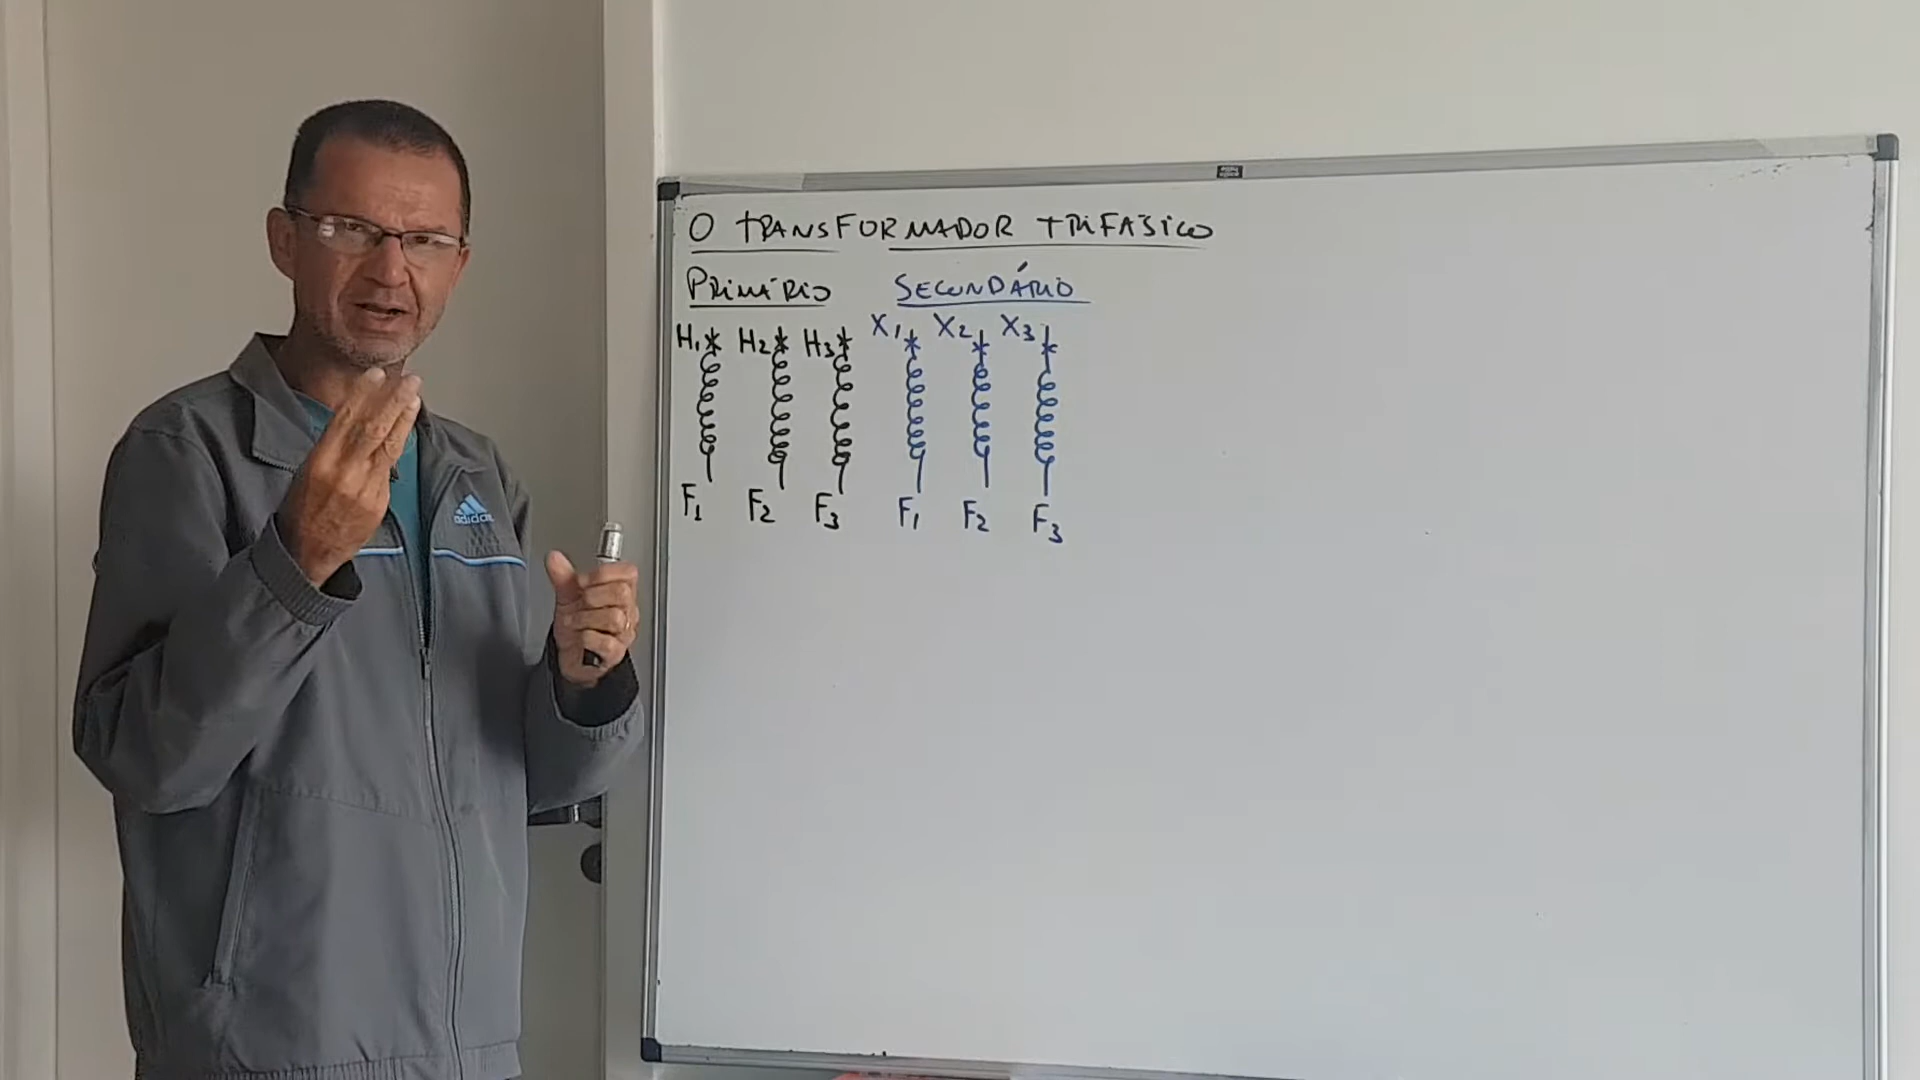 O TRANSFORMADOR TRIFÁSICO
PRIMÁRIO SECUNDÁRIO
H1 H2 H3 X1 X2 X3
F1 F2 F3 F1 F2 F3
adidas